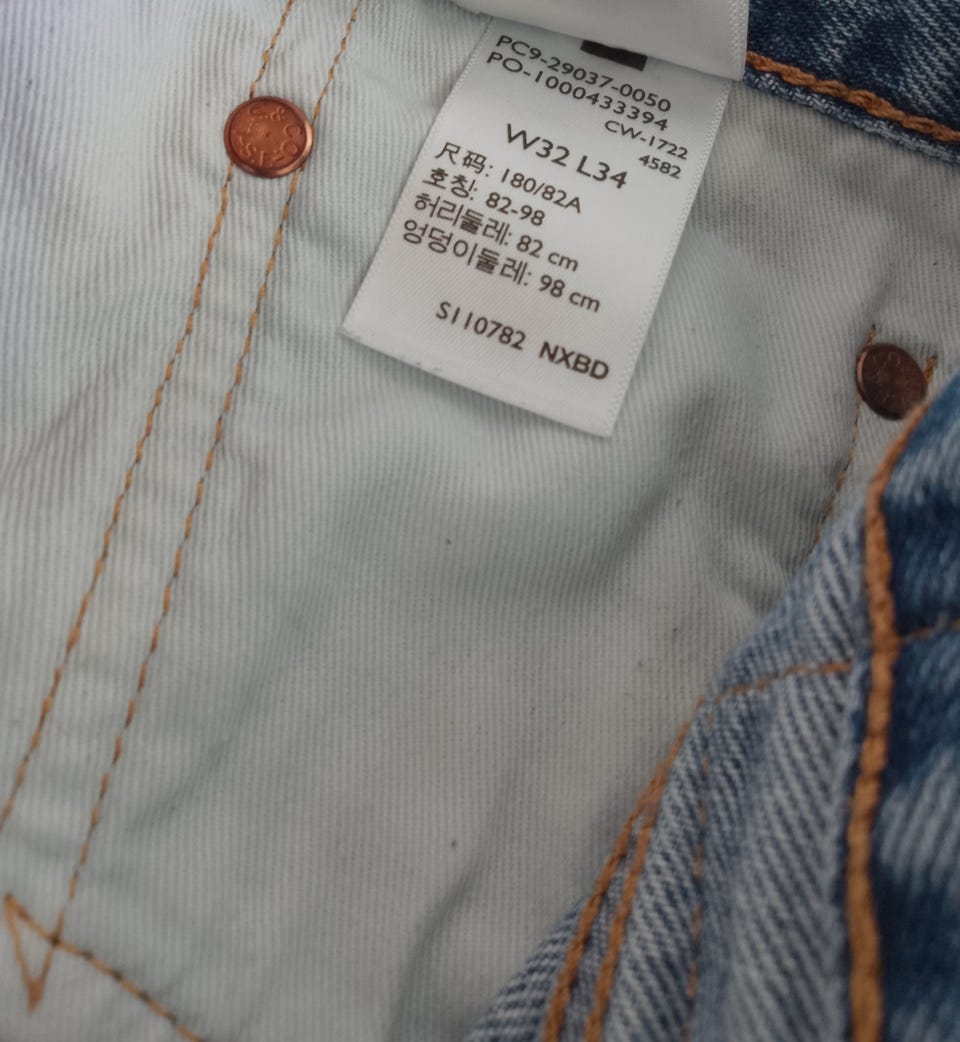 PC9-29037-0050
PO-1000433394
CW-1722
4582
W32 L34
尺码: 180/82A
호칭: 82-98
허리둘레: 82 cm
엉덩이둘레: 98 cm
S110782 NXBD